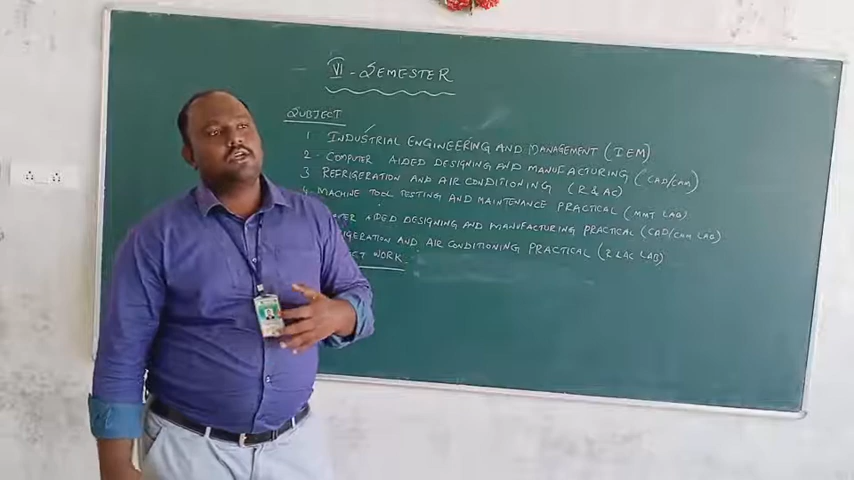 VI - SEMESTER
SUBJECT
1 INDUSTRIAL ENGINEERING AND MANAGEMENT (IEM)
2 - COMPUTER AIDED DESIGNING AND MANUFACTURING (CAD/CAM)
3 REFRIGERATION AND AIR CONDITIONING (R & AC)
4- MACHINE TOOL TESTING AND MAINTENANCE PRACTICAL (MMT LAB)
AIDED DESIGNING AND MANUFACTURING PRACTICAL (CAD/CAM LAB)
AND AIR CONDITIONING PRACTICAL (R&AC LAB)
WORK